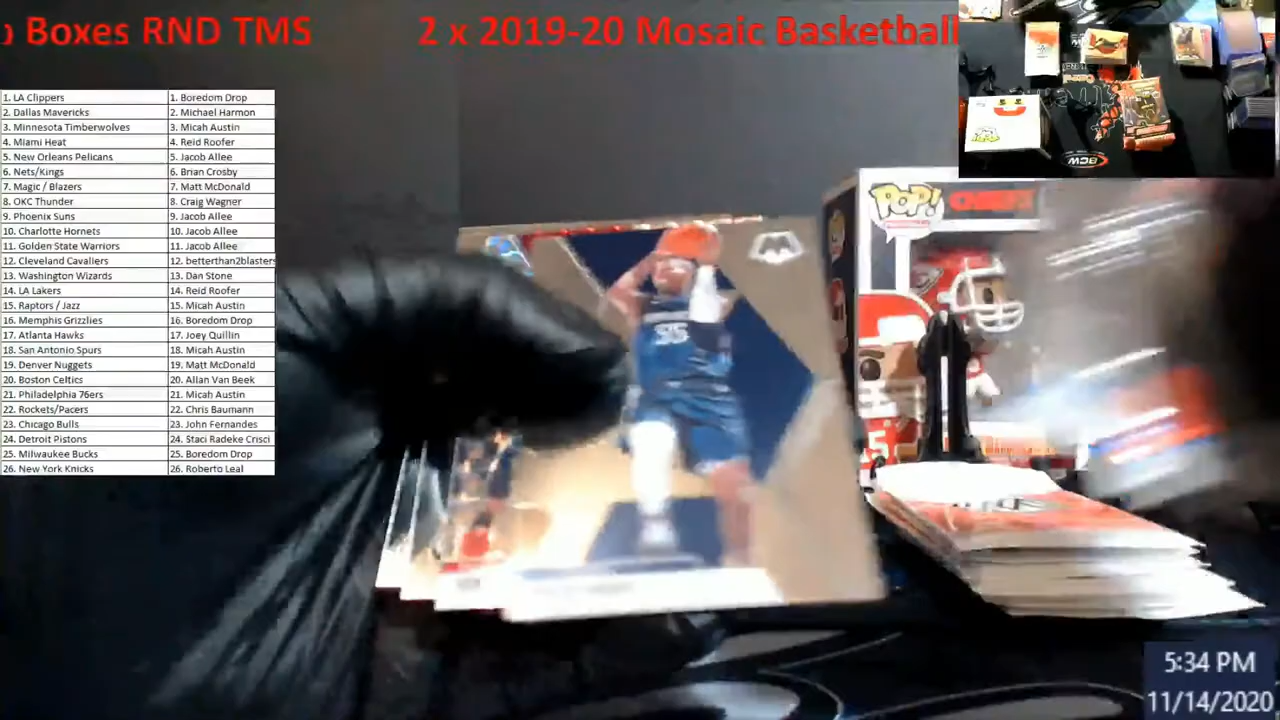 Boxes RND TMS 2 x 2019-20 Mosaic Basketball
1. LA Clippers 1. Boredom Drop
2. Dallas Mavericks 2. Michael Harmon
3. Minnesota Timberwolves 3. Micah Austin
4. Miami Heat 4. Reid Roofer
5. New Orleans Pelicans 5. Jacob Allee
6. Nets/Kings 6. Brian Crosby
7. Magic / Blazers 7. Matt McDonald
8. OKC Thunder 8. Craig Wagner
9. Phoenix Suns 9. Jacob Allee
10. Charlotte Hornets 10. Jacob Allee
11. Golden State Warriors 11. Jacob Allee
12. Cleveland Cavaliers 12. betterthan2blasters
13. Washington Wizards 13. Dan Stone
14. LA Lakers 14. Reid Roofer
15. Raptors / Jazz 15. Micah Austin
16. Memphis Grizzlies 16. Boredom Drop
17. Atlanta Hawks 17. Joey Quillin
18. San Antonio Spurs 18. Micah Austin
19. Denver Nuggets 19. Matt McDonald
20. Boston Celtics 20. Allan Van Beek
21. Philadelphia 76ers 21. Micah Austin
22. Rockets/Pacers 22. Chris Baumann
23. Chicago Bulls 23. John Fernandes
24. Detroit Pistons 24. Staci Radeke Crisci
25. Milwaukee Bucks 25. Boredom Drop
26. New York Knicks 26. Roberto Leal
BCW
POP!
CHIEFS
5:34 PM
11/14/2020